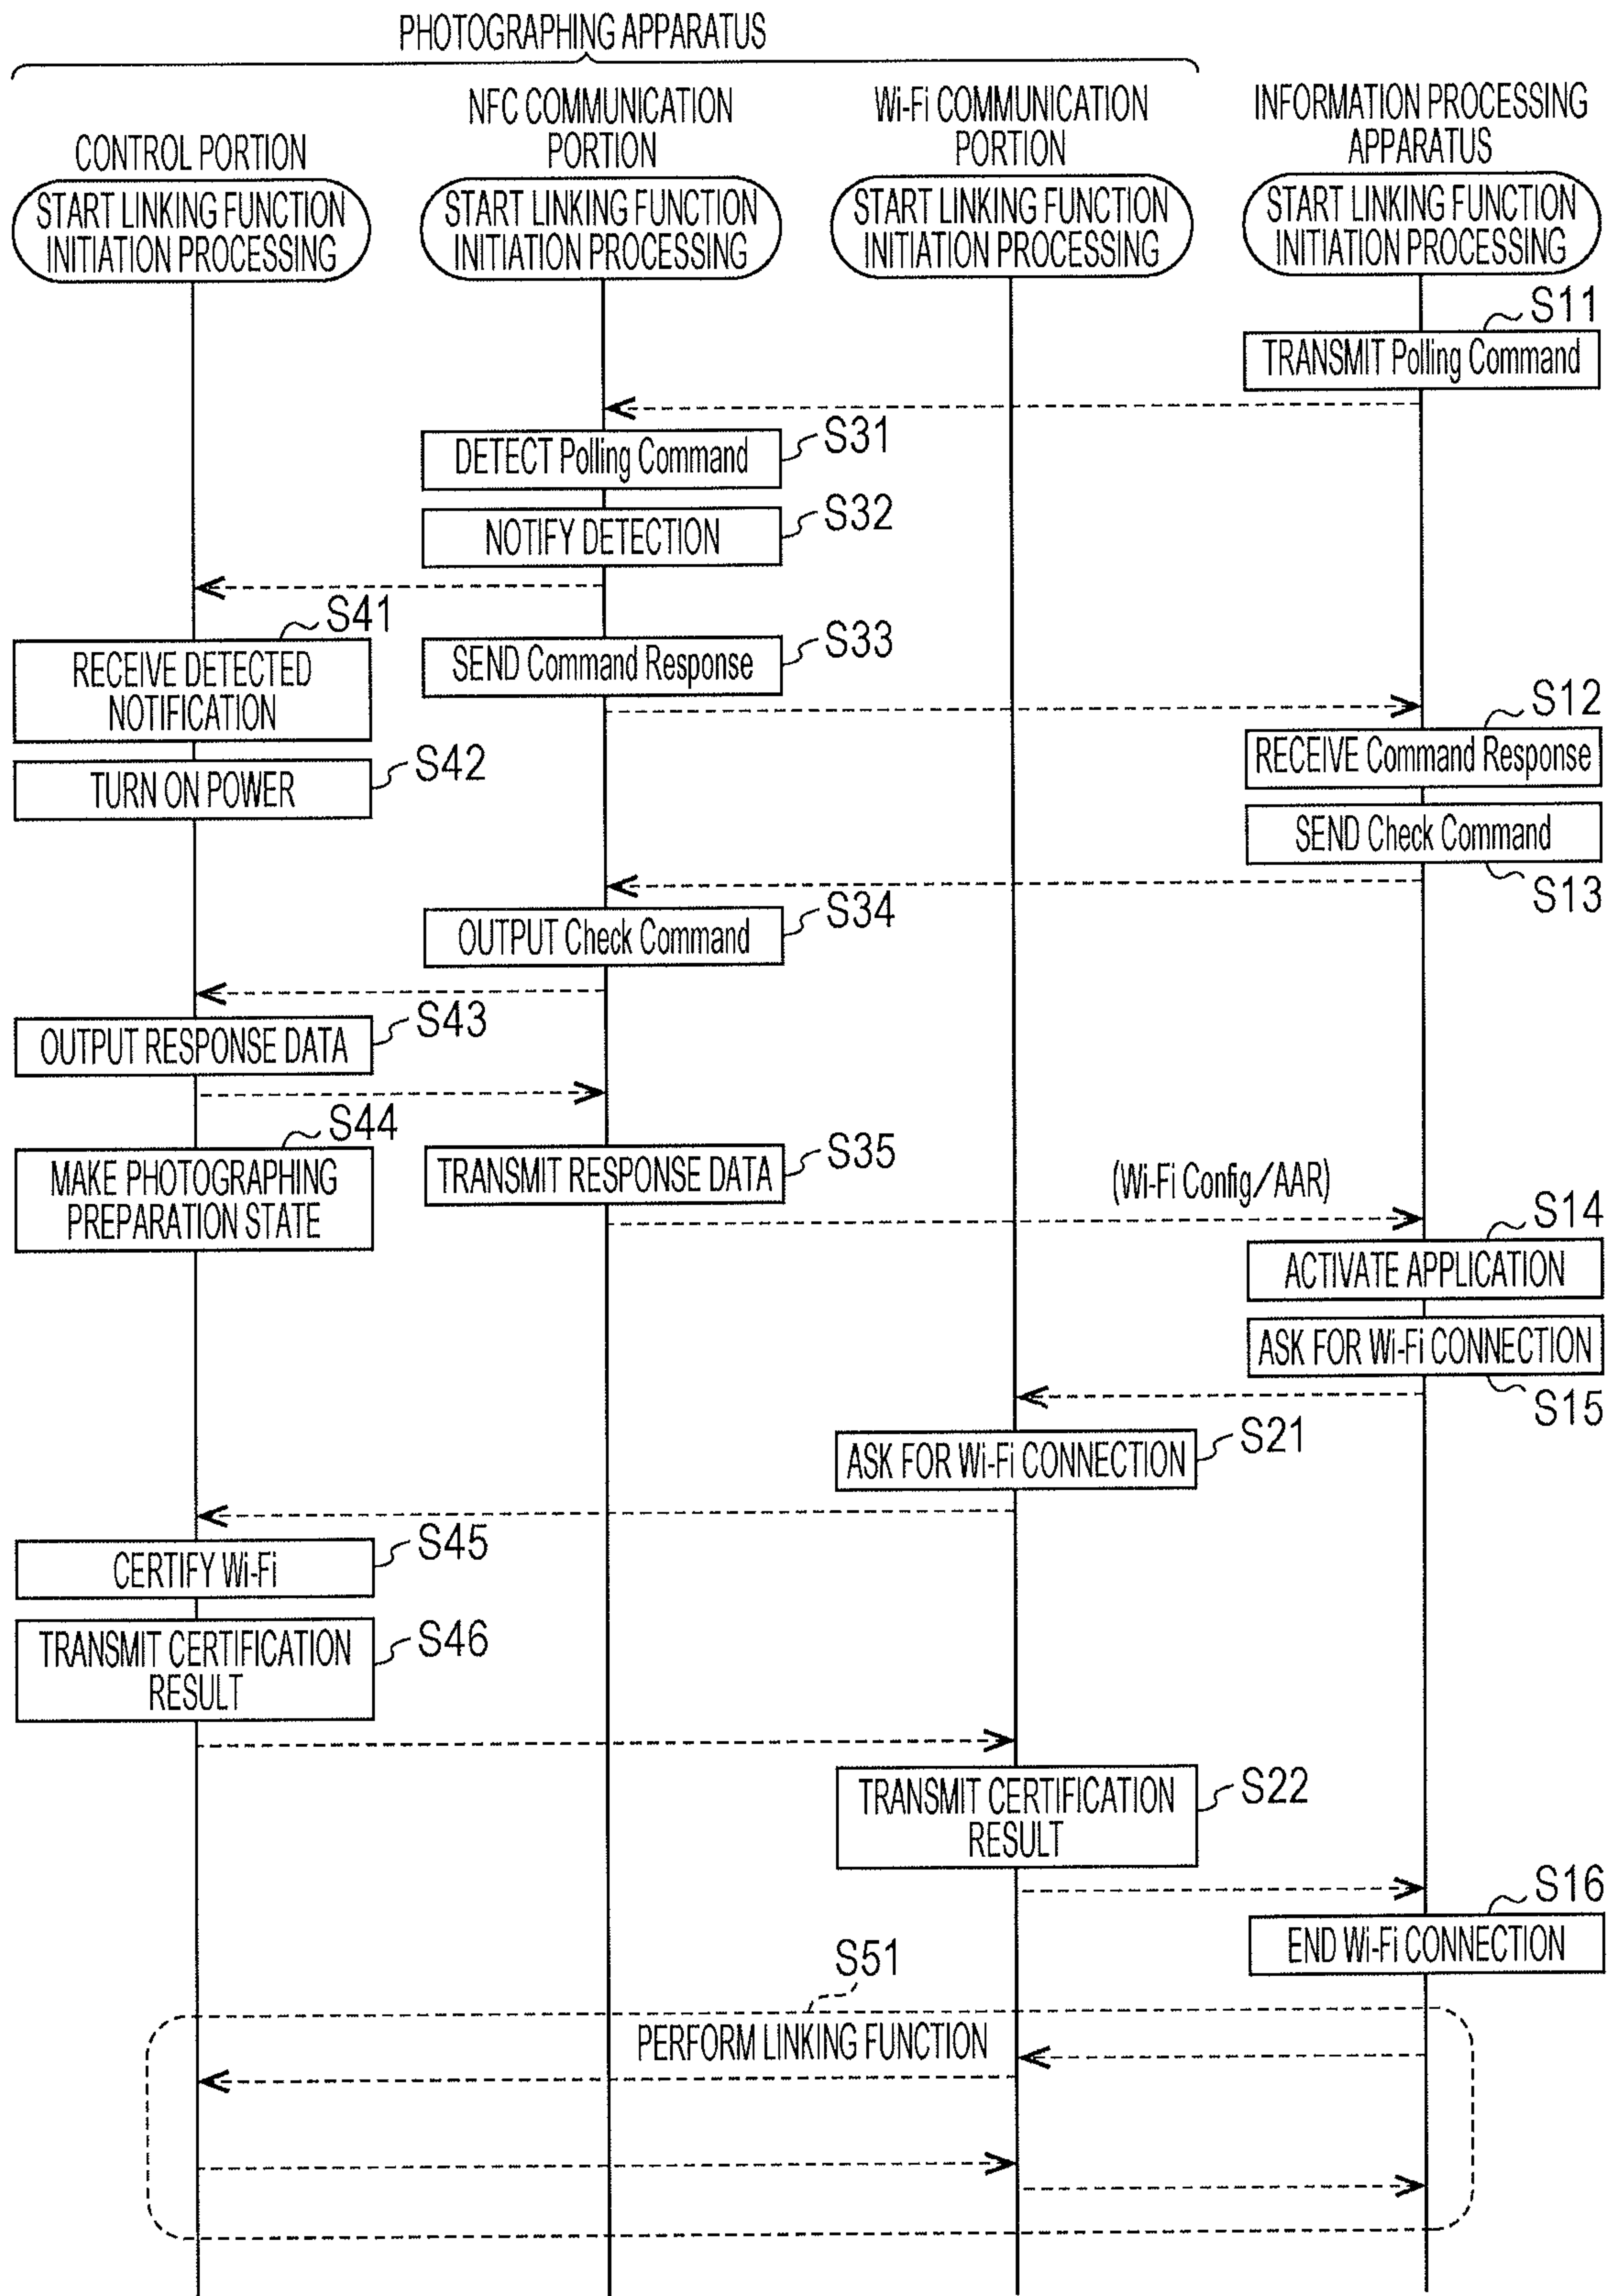 PHOTOGRAPHING APPARATUS
CONTROL PORTION
NFC COMMUNICATION
PORTION
Wi-Fi COMMUNICATION
PORTION
INFORMATION PROCESSING
APPARATUS
START LINKING FUNCTION
INITIATION PROCESSING
START LINKING FUNCTION
INITIATION PROCESSING
START LINKING FUNCTION
INITIATION PROCESSING
START LINKING FUNCTION
INITIATION PROCESSING
S11
TRANSMIT Polling Command
S31
DETECT Polling Command
S32
NOTIFY DETECTION
S41
RECEIVE DETECTED
NOTIFICATION
S33
SEND Command Response
S12
RECEIVE Command Response
S42
TURN ON POWER
SEND Check Command
S13
S34
OUTPUT Check Command
S43
OUTPUT RESPONSE DATA
S44
MAKE PHOTOGRAPHING
PREPARATION STATE
S35
TRANSMIT RESPONSE DATA
(Wi-Fi Config/AAR)
S14
ACTIVATE APPLICATION
ASK FOR Wi-Fi CONNECTION
S15
S21
ASK FOR Wi-Fi CONNECTION
S45
CERTIFY Wi-Fi
S46
TRANSMIT CERTIFICATION
RESULT
S22
TRANSMIT CERTIFICATION
RESULT
S16
END Wi-Fi CONNECTION
S51
PERFORM LINKING FUNCTION